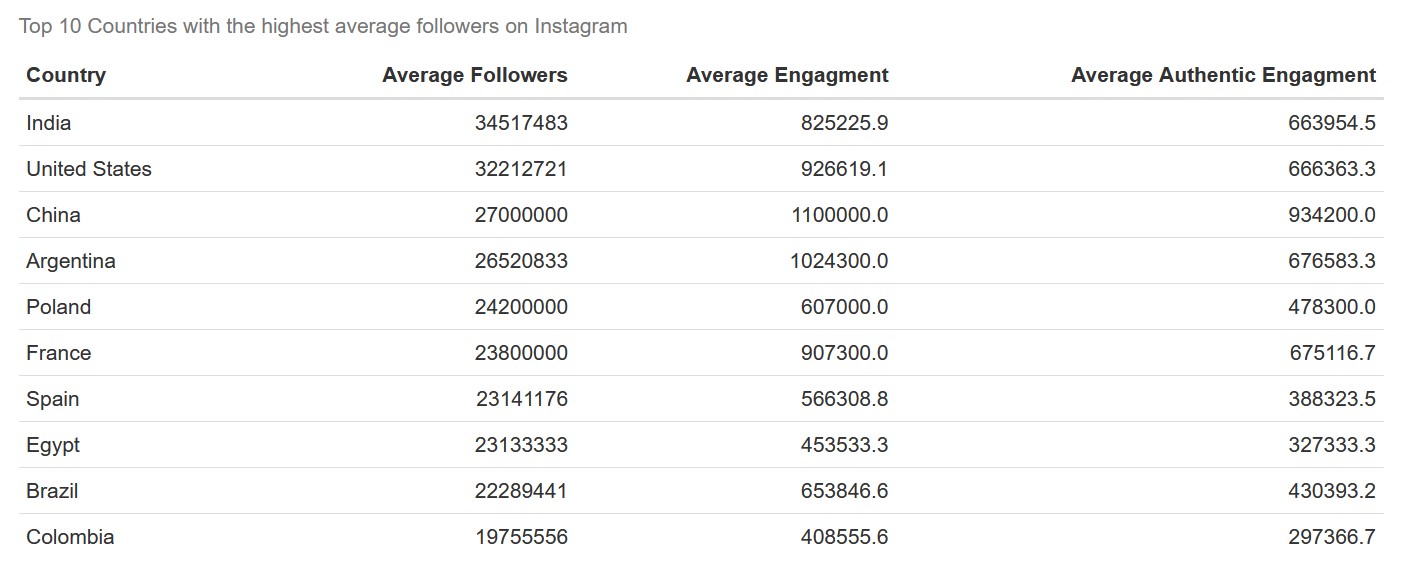 Top 10 Countries with the highest average followers on Instagram
Country Average Followers Average Engagment Average Authentic Engagment
India 34517483 825225.9 663954.5
United States 32212721 926619.1 666363.3
China 27000000 1100000.0 934200.0
Argentina 26520833 1024300.0 676583.3
Poland 24200000 607000.0 478300.0
France 23800000 907300.0 675116.7
Spain 23141176 566308.8 388323.5
Egypt 23133333 453533.3 327333.3
Brazil 22289441 653846.6 430393.2
Colombia 19755556 408555.6 297366.7